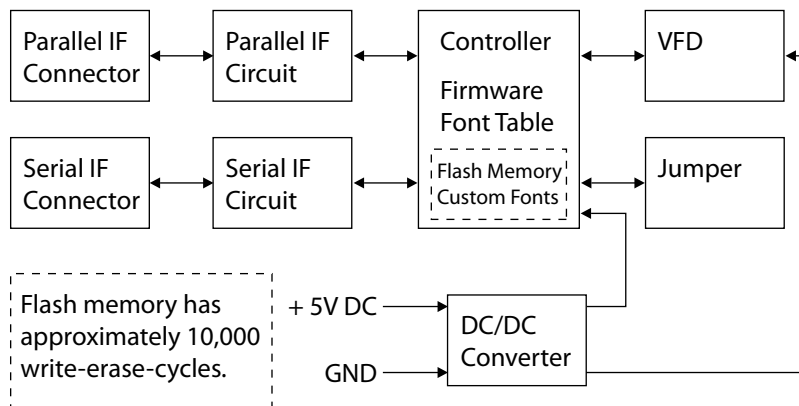 Parallel IF
Connector
Parallel IF
Circuit
Controller
Firmware
Font Table
Flash Memory
Custom Fonts
VFD
Serial IF
Connector
Serial IF
Circuit
Jumper
Flash memory has
approximately 10,000
write-erase-cycles.
+ 5V DC
GND
DC/DC
Converter